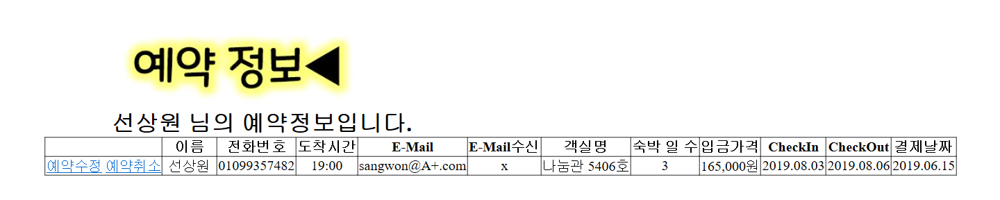 예약 정보◀
선상원 님의 예약정보입니다.
이름 전화번호 도착시간 E-Mail E-Mail수신 객실명 숙박 일 수 입금가격 CheckIn CheckOut 결제날짜
예약수정 예약취소 선상원 01099357482 19:00 sangwon@A+.com x 나눔관 5406호 3 165,000원 2019.08.03 2019.08.06 2019.06.15